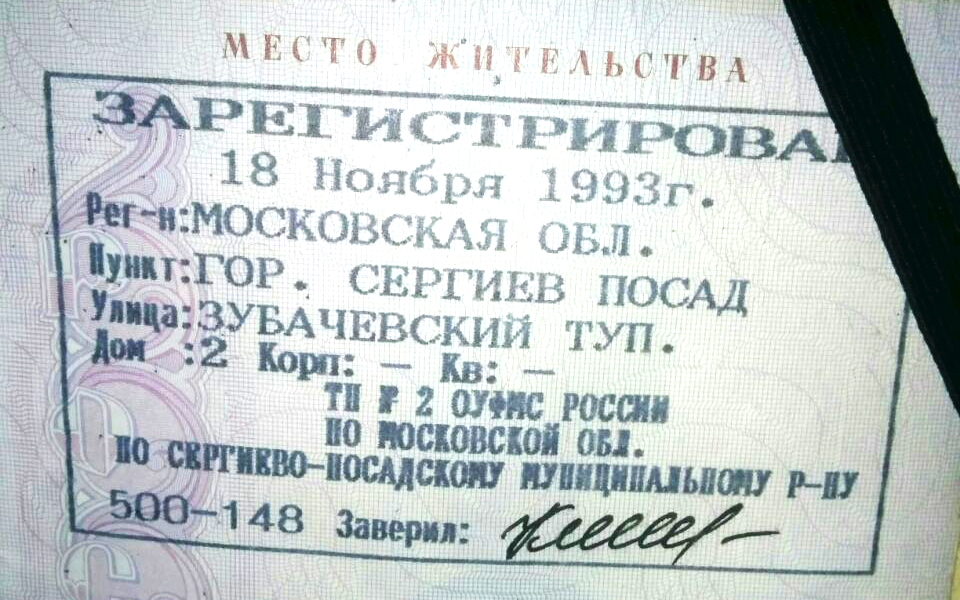 МЕСТО ЖИТЕЛЬСТВА
ЗАРЕГИСТРИРОВАН
18 Ноября 1993г.
Рег-н:МОСКОВСКАЯ ОБЛ.
Пункт:ГОР. СЕРГИЕВ ПОСАД
Улица:ЗУБАЧЕВСКИЙ ТУП.
Дом :2 Корп: — Кв: —
ТП № 2 ОУФМС РОССИИ
ПО МОСКОВСКОЙ ОБЛ.
ПО СЕРГИЕВО-ПОСАДСКОМУ МУНИЦИПАЛЬНОМУ Р-НУ
500-148 Заверил: